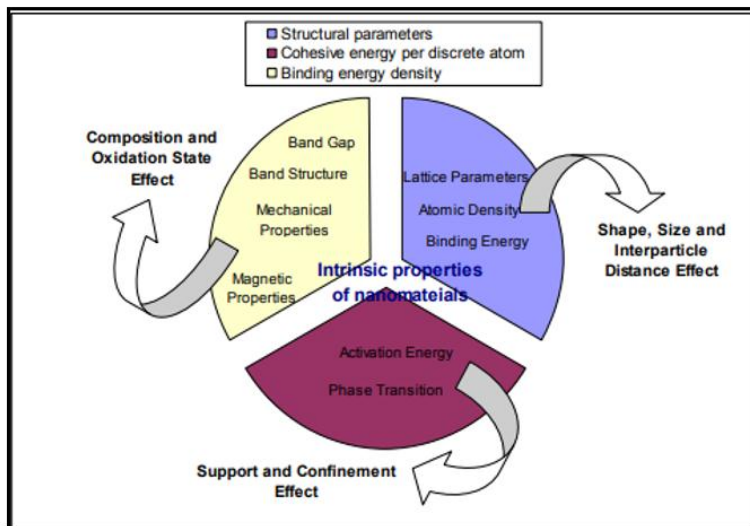 Structural parameters
Cohesive energy per discrete atom
Binding energy density
Composition and
Oxidation State
Effect
Band Gap
Band Structure
Mechanical
Properties
Magnetic
Properties
Lattice Parameters
Atomic Density
Binding Energy
Shape, Size and
Interparticle
Distance Effect
Intrinsic properties
of nanomateials
Activation Energy
Phase Transition
Support and Confinement
Effect